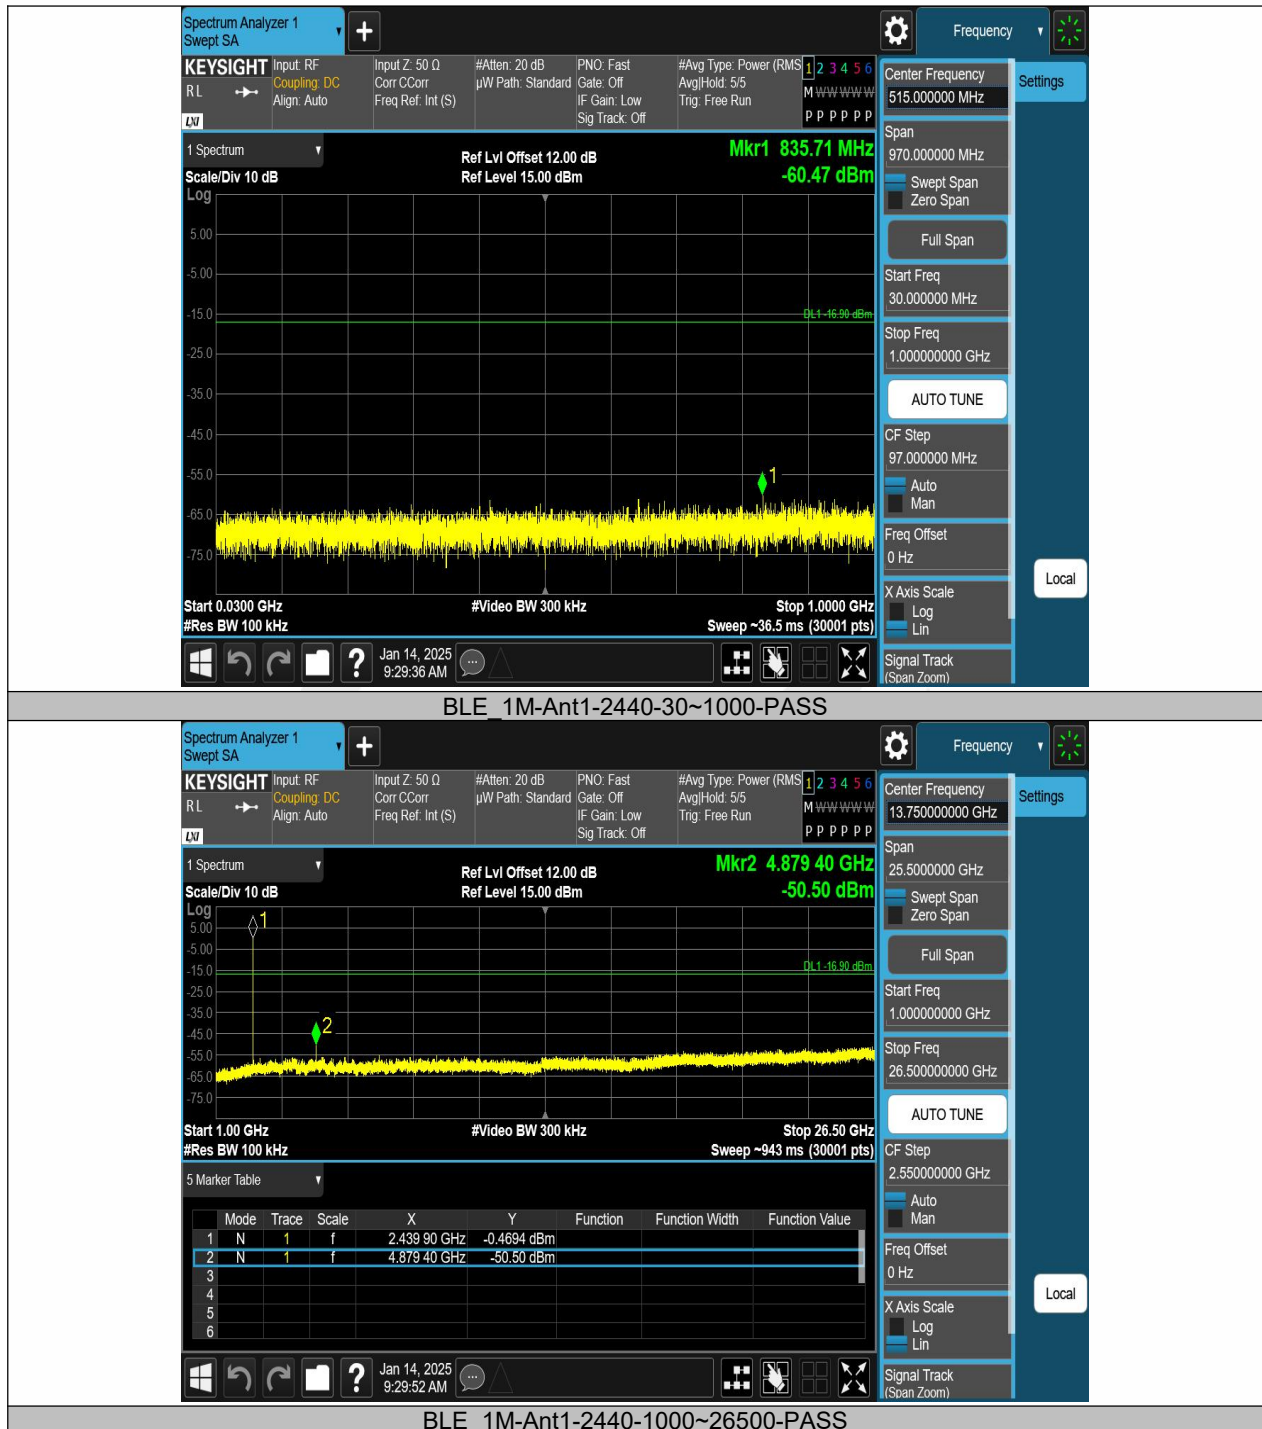 Spectrum Analyzer 1
Swept SA
+
Frequency
KEYSIGHT
RL
LXI
Input: RF
Coupling: DC
Align: Auto
Input Z: 50 Ω
Corr CCorr
Freq Ref: Int (S)
#Atten: 20 dB
µW Path: Standard
PNO: Fast
Gate: Off
IF Gain: Low
Sig Track: Off
#Avg Type: Power (RMS
Avg|Hold: 5/5
Trig: Free Run
1 2 3 4 5 6
M W W W W W
P P P P P P
Center Frequency
515.000000 MHz
Settings
Span
970.000000 MHz
Swept Span
Zero Span
Full Span
Start Freq
30.000000 MHz
Stop Freq
1.000000000 GHz
AUTO TUNE
CF Step
97.000000 MHz
Auto
Man
Freq Offset
0 Hz
X Axis Scale
Log
Lin
Signal Track
(Span Zoom)
Local
1 Spectrum
Scale/Div 10 dB
Log
Ref Lvl Offset 12.00 dB
Ref Level 15.00 dBm
Mkr1 835.71 MHz
-60.47 dBm
5.00
-5.00
-15.0
DL1 -16.90 dBm
-25.0
-35.0
-45.0
-55.0
1
-65.0
-75.0
Start 0.0300 GHz
#Video BW 300 kHz
Stop 1.0000 GHz
#Res BW 100 kHz
Sweep ~36.5 ms (30001 pts)
?
Jan 14, 2025
9:29:36 AM
BLE_1M-Ant1-2440-30~1000-PASS
Spectrum Analyzer 1
Swept SA
+
Frequency
KEYSIGHT
RL
LXI
Input: RF
Coupling: DC
Align: Auto
Input Z: 50 Ω
Corr CCorr
Freq Ref: Int (S)
#Atten: 20 dB
µW Path: Standard
PNO: Fast
Gate: Off
IF Gain: Low
Sig Track: Off
#Avg Type: Power (RMS
Avg|Hold: 5/5
Trig: Free Run
1 2 3 4 5 6
M W W W W W
P P P P P P
Center Frequency
13.750000000 GHz
Settings
Span
25.5000000 GHz
Swept Span
Zero Span
Full Span
Start Freq
1.000000000 GHz
Stop Freq
26.500000000 GHz
AUTO TUNE
CF Step
2.550000000 GHz
Auto
Man
Freq Offset
0 Hz
X Axis Scale
Log
Lin
Signal Track
(Span Zoom)
Local
1 Spectrum
Scale/Div 10 dB
Log
Ref Lvl Offset 12.00 dB
Ref Level 15.00 dBm
Mkr2 4.879 40 GHz
-50.50 dBm
1
5.00
-5.00
-15.0
DL1 -16.90 dBm
-25.0
-35.0
2
-45.0
-55.0
-65.0
-75.0
Start 1.00 GHz
#Video BW 300 kHz
Stop 26.50 GHz
#Res BW 100 kHz
Sweep ~943 ms (30001 pts)
5 Marker Table
Mode Trace Scale X Y Function Function Width Function Value
1 N 1 f 2.439 90 GHz -0.4694 dBm
2 N 1 f 4.879 40 GHz -50.50 dBm
3
4
5
6
?
Jan 14, 2025
9:29:52 AM
BLE_1M-Ant1-2440-1000~26500-PASS